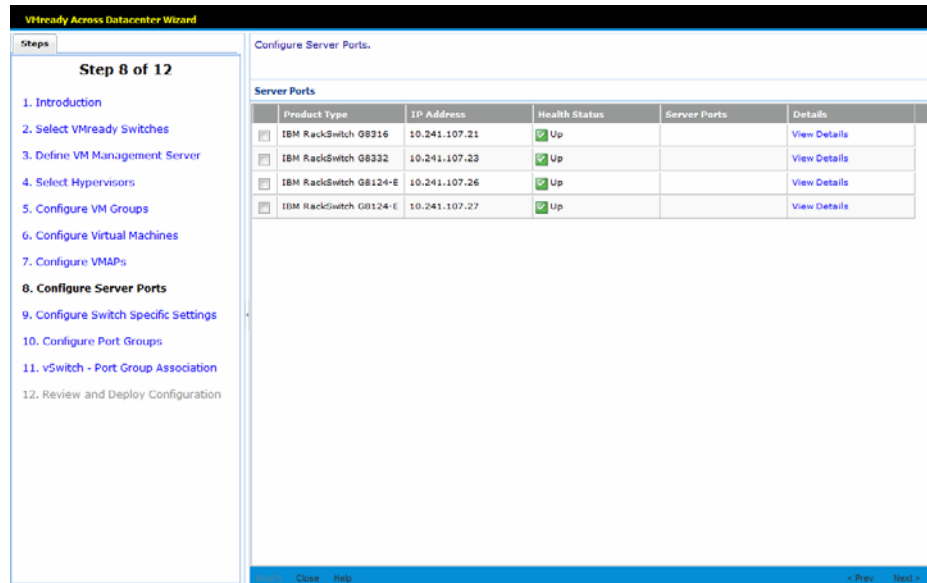 VMready Across Datacenter Wizard
Steps
Step 8 of 12
1. Introduction
2. Select VMready Switches
3. Define VM Management Server
4. Select Hypervisors
5. Configure VM Groups
6. Configure Virtual Machines
7. Configure VMAPs
8. Configure Server Ports
9. Configure Switch Specific Settings
10. Configure Port Groups
11. vSwitch - Port Group Association
12. Review and Deploy Configuration
Configure Server Ports.
Server Ports
Product Type IP Address Health Status Server Ports Details
IBM RackSwitch G8316 10.241.107.21 Up View Details
IBM RackSwitch G8332 10.241.107.23 Up View Details
IBM RackSwitch G8124-E 10.241.107.26 Up View Details
IBM RackSwitch G8124-E 10.241.107.27 Up View Details
Close Help < Prev Next >